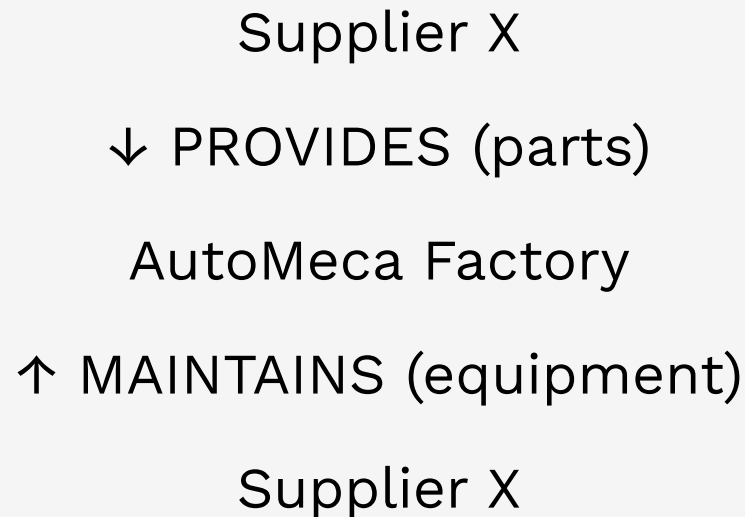 Supplier X
↓ PROVIDES (parts)
AutoMeca Factory
↑ MAINTAINS (equipment)
Supplier X